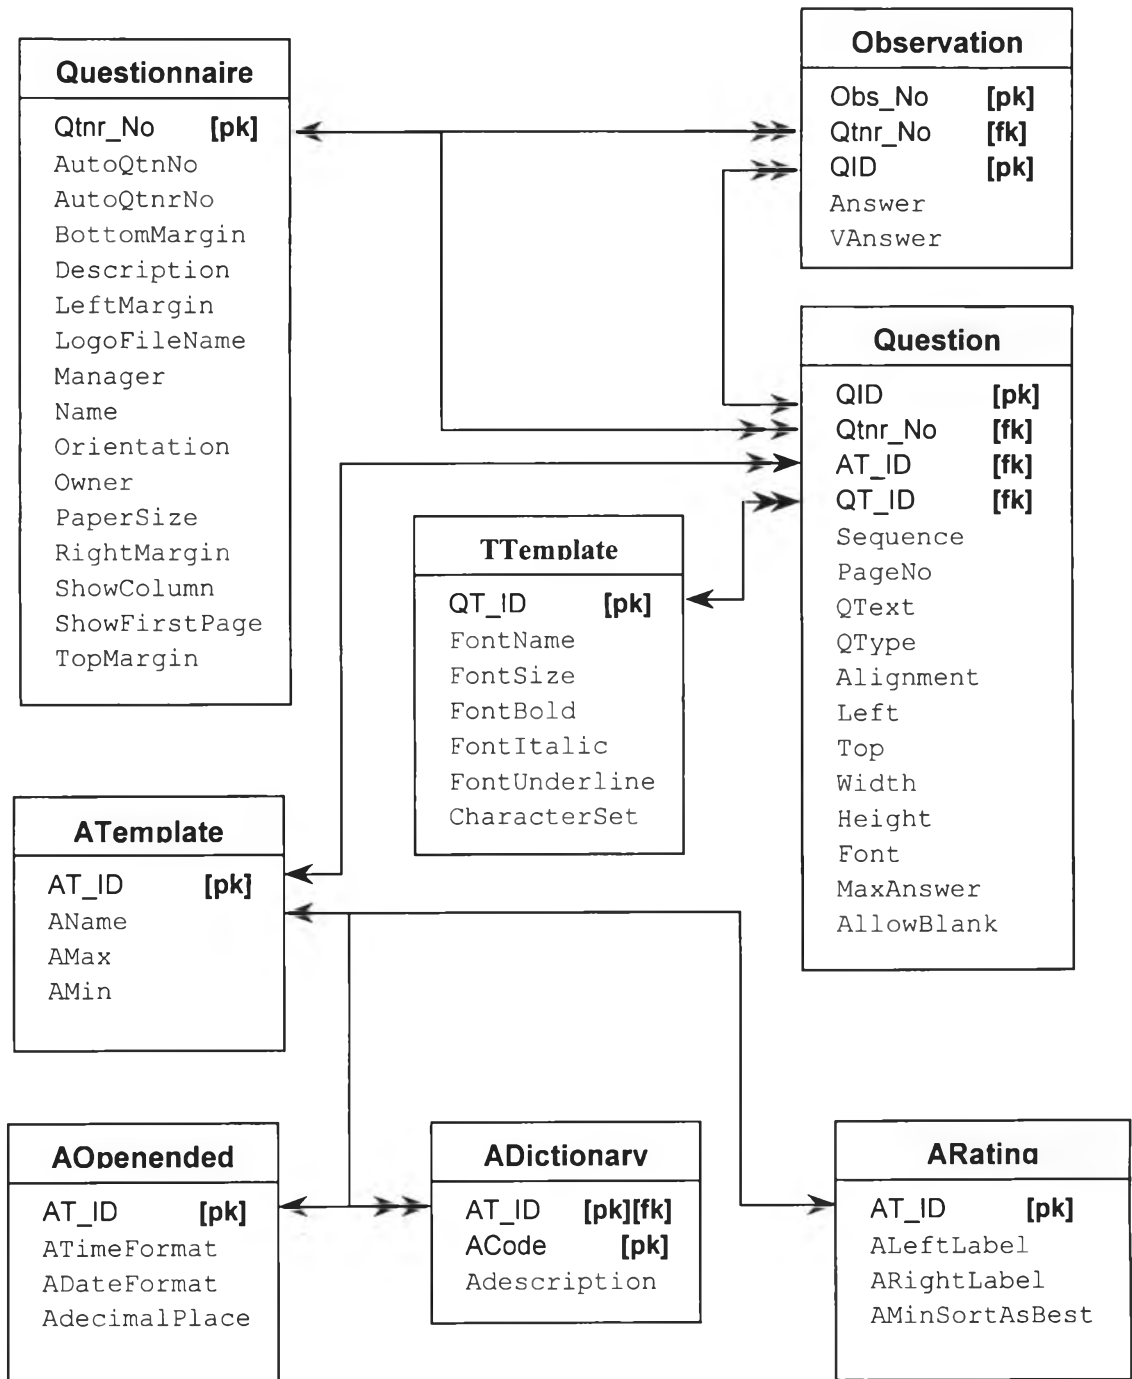 Questionnaire
Qtnr_No [pk]
AutoQtnNo
AutoQtnrNo
BottomMargin
Description
LeftMargin
LogoFileName
Manager
Name
Orientation
Owner
PaperSize
RightMargin
ShowColumn
ShowFirstPage
TopMargin
Observation
Obs_No [pk]
Qtnr_No [fk]
QID [pk]
Answer
VAnswer
Question
QID [pk]
Qtnr_No [fk]
AT_ID [fk]
QT_ID [fk]
Sequence
PageNo
QText
QType
Alignment
Left
Top
Width
Height
Font
MaxAnswer
AllowBlank
TTemplate
QT_ID [pk]
FontName
FontSize
FontBold
FontItalic
FontUnderline
CharacterSet
ATemplate
AT_ID [pk]
AName
AMax
AMin
AOpenended
AT_ID [pk]
ATimeFormat
ADateFormat
AdecimalPlace
ADictionary
AT_ID [pk][fk]
ACode [pk]
Adescription
ARating
AT_ID [pk]
ALeftLabel
ARightLabel
AMinSortAsBest